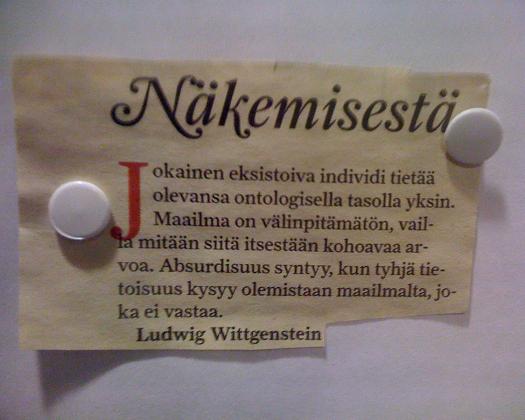 Näkemisestä
Jokainen eksistoiva individi tietää
olevansa ontologisella tasolla yksin.
Maailma on välinpitämätön, vail-
la mitään siitä itsestään kohoavaa ar-
voa. Absurdisuus syntyy, kun tyhjä tie-
toisuus kysyy olemistaan maailmalta, jo-
ka ei vastaa.
Ludwig Wittgenstein